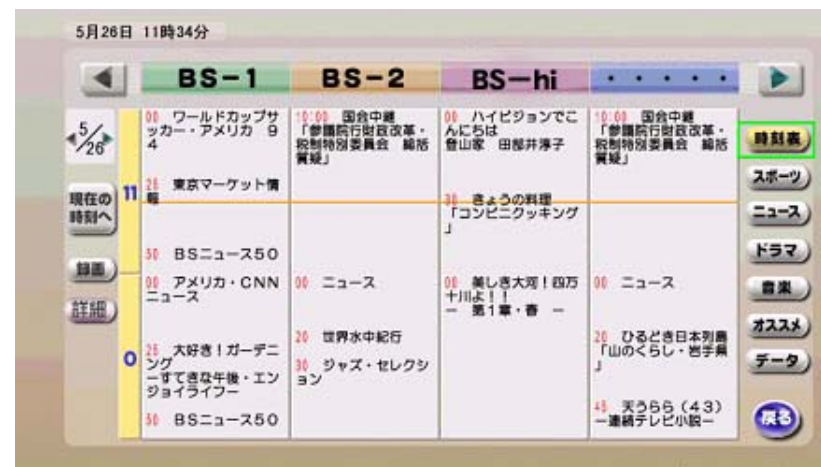 5月26日 11時34分
BS-1 BS-2 BS-hi ・・・・・
5/26
現在の
時刻へ
録画
詳細
11
0
00 ワールドカップサ
ッカー・アメリカ 9
4
25 東京マーケット情
報
50 BSニュース50
00 アメリカ・CNN
ニュース
25 大好き!ガーデニ
ング
ーすてきな午後・エン
ジョイライフー
50 BSニュース50
10:00 国会中継
「参議院行財政改革・
税制特別委員会 総括
質疑」
00 ニュース
20 世界水中紀行
30 ジャズ・セレクシ
ョン
00 ハイビジョンでこ
んにちは
登山家 田部井淳子
30 きょうの料理
「コンビニクッキング
」
00 美しき大河!四万
十川よ!!
ー 第1章・春 ー
10:00 国会中継
「参議院行財政改革・
税制特別委員会 総括
質疑」
00 ニュース
20 ひるどき日本列島
「山のくらし・岩手県
」
45 天うらら(43)
ー連続テレビ小説ー
時刻表
スポーツ
ニュース
ドラマ
音楽
オススメ
データ
戻る